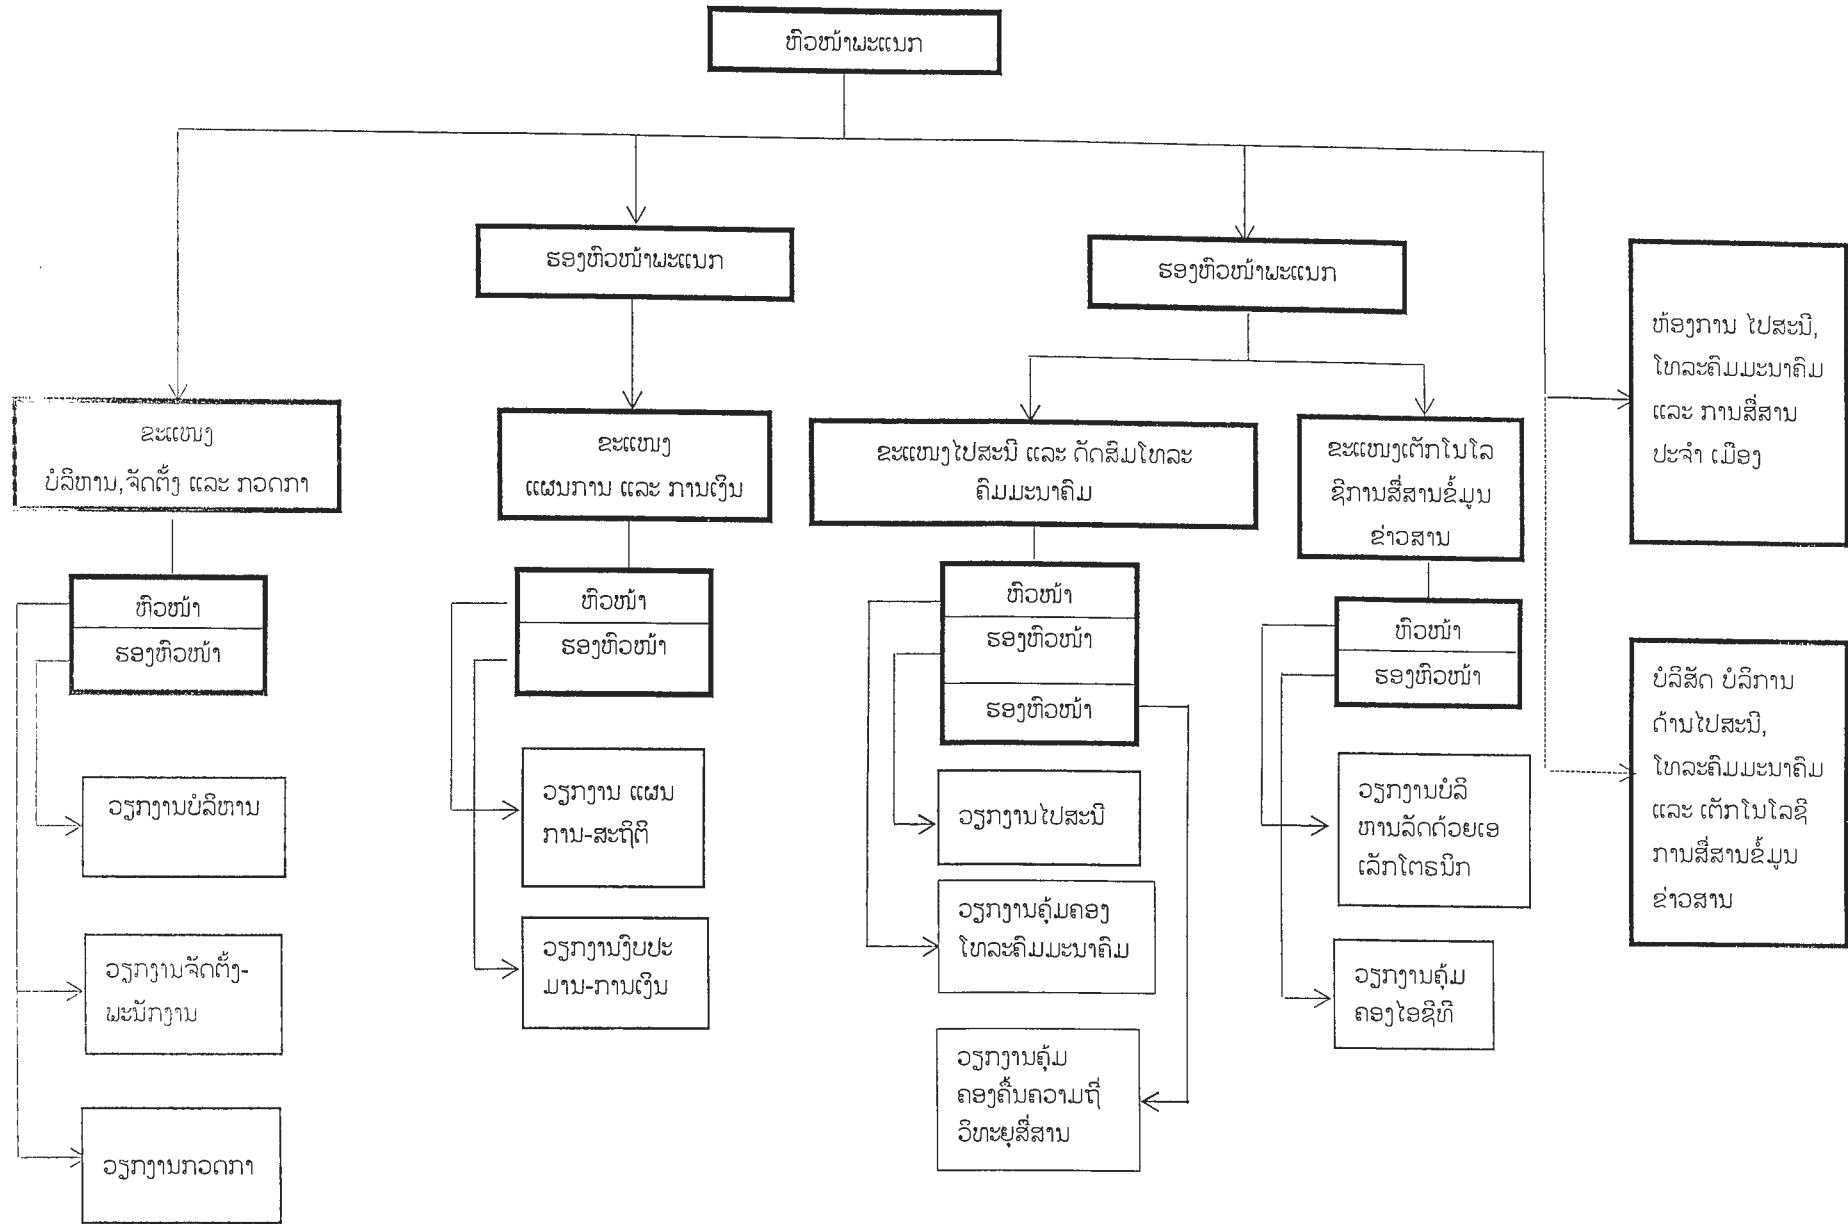 ຫົວໜ້າພະແນກ
ຮອງຫົວໜ້າພະແນກ
ຮອງຫົວໜ້າພະແນກ
ຂະແໜງ
ບໍລິຫານ,ຈັດຕັ້ງ ແລະ ກວດກາ
ຫົວໜ້າ
ຮອງຫົວໜ້າ
ວຽກງານບໍລິຫານ
ວຽກງານຈັດຕັ້ງ-
ພະນັກງານ
ວຽກງານກວດກາ
ຂະແໜງ
ແຜນການ ແລະ ການເງິນ
ຫົວໜ້າ
ຮອງຫົວໜ້າ
ວຽກງານ ແຜນ
ການ-ສະຖິຕິ
ວຽກງານງົບປະ
ມານ-ການເງິນ
ຂະແໜງໄປສະນີ ແລະ ດັດສົມໂທລະ
ຄົມມະນາຄົມ
ຫົວໜ້າ
ຮອງຫົວໜ້າ
ຮອງຫົວໜ້າ
ວຽກງານໄປສະນີ
ວຽກງານຄຸ້ມຄອງ
ໂທລະຄົມມະນາຄົມ
ວຽກງານຄຸ້ມ
ຄອງຄື້ນຄວາມຖີ່
ວິທະຍຸສື່ສານ
ຂະແໜງເຕັກໂນໂລ
ຊີການສື່ສານຂໍ້ມູນ
ຂ່າວສານ
ຫົວໜ້າ
ຮອງຫົວໜ້າ
ວຽກງານບໍລິ
ຫານລັດດ້ວຍເອ
ເລັກໂຕຣນິກ
ວຽກງານຄຸ້ມ
ຄອງໄອຊີທີ
ຫ້ອງການ ໄປສະນີ,
ໂທລະຄົມມະນາຄົມ
ແລະ ການສື່ສານ
ປະຈຳ ເມືອງ
ບໍລິສັດ ບໍລິການ
ດ້ານໄປສະນີ,
ໂທລະຄົມມະນາຄົມ
ແລະ ເຕັກໂນໂລຊີ
ການສື່ສານຂໍ້ມູນ
ຂ່າວສານ